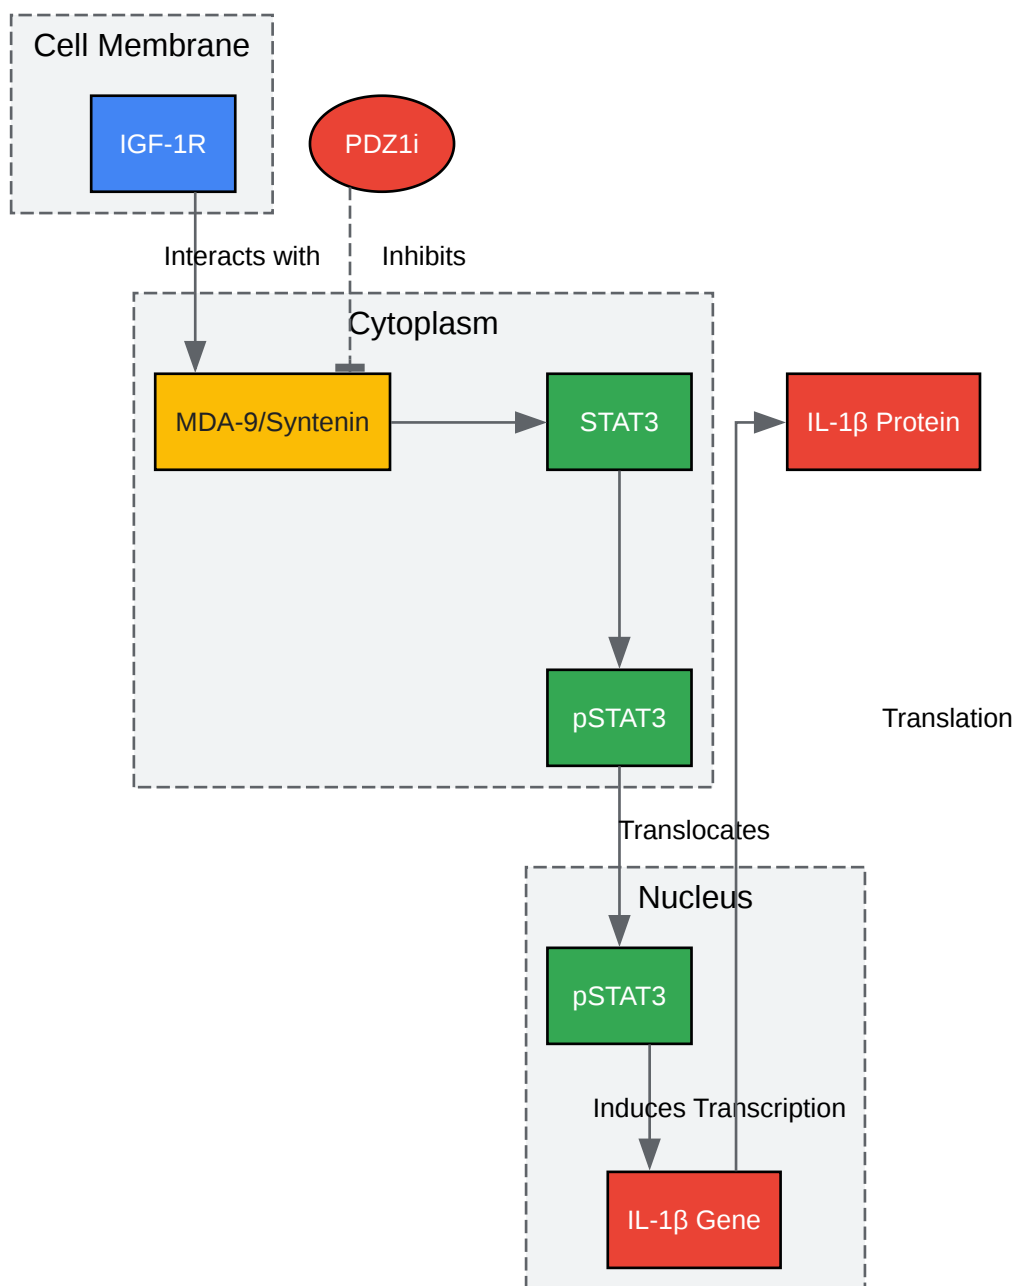 Cell Membrane
IGF-1R
PDZ1i
Interacts with
Inhibits
Cytoplasm
MDA-9/Syntenin
STAT3
IL-1β Protein
pSTAT3
Translation
Translocates
Nucleus
pSTAT3
Induces Transcription
IL-1β Gene